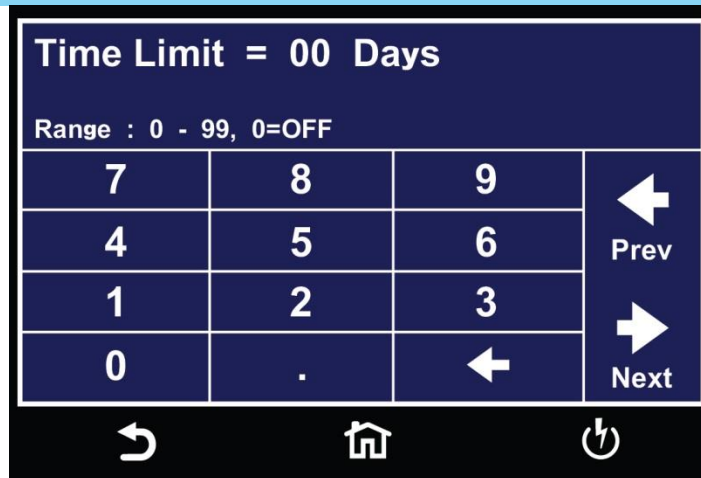 Time Limit = 00 Days
Range : 0 - 99, 0=OFF
7 8 9
4 5 6
Prev
1 2 3
0 .
Next